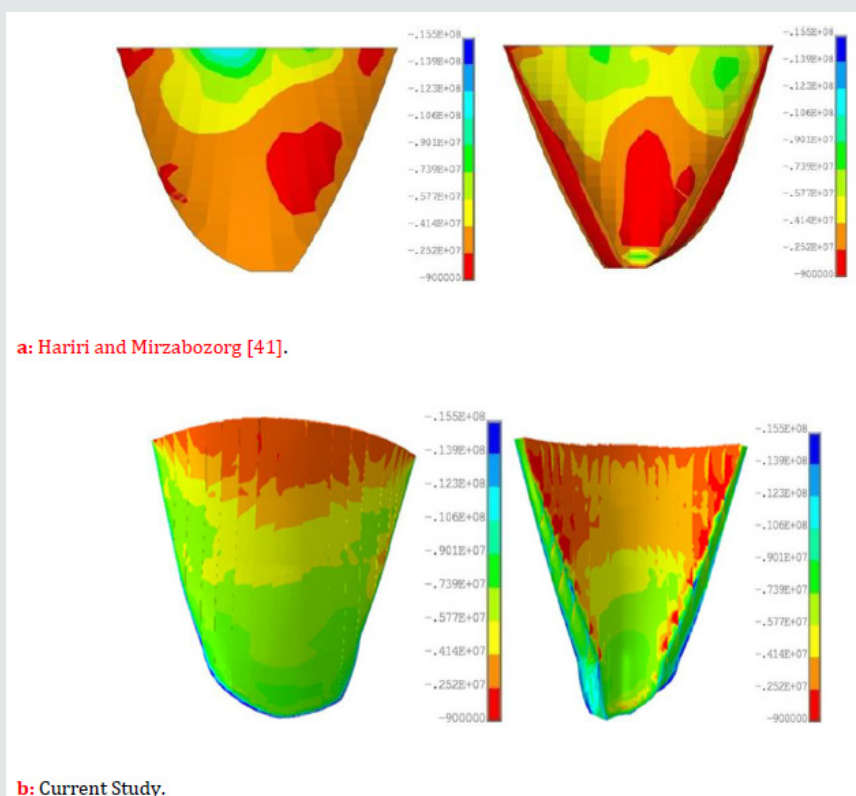 -.155E+08
-.139E+08
-.123E+08
-.106E+08
-.901E+07
-.739E+07
-.577E+07
-.414E+07
-.252E+07
-900000
-.155E+08
-.139E+08
-.123E+08
-.106E+08
-.901E+07
-.739E+07
-.577E+07
-.414E+07
-.252E+07
-900000
a: Hariri and Mirzabozorg [41].
-.155E+08
-.139E+08
-.123E+08
-.106E+08
-.901E+07
-.739E+07
-.577E+07
-.414E+07
-.252E+07
-900000
-.155E+08
-.139E+08
-.123E+08
-.106E+08
-.901E+07
-.739E+07
-.577E+07
-.414E+07
-.252E+07
-900000
b: Current Study.